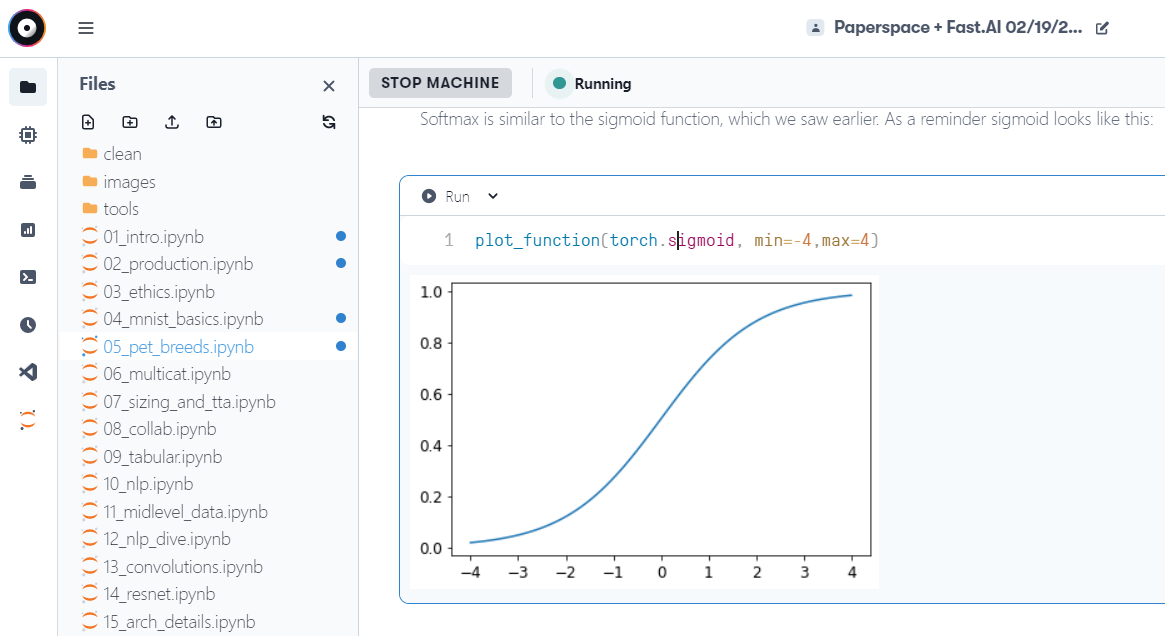 Paperspace + Fast.AI 02/19/2...
Files
clean
images
tools
01_intro.ipynb
02_production.ipynb
03_ethics.ipynb
04_mnist_basics.ipynb
05_pet_breeds.ipynb
06_multicat.ipynb
07_sizing_and_tta.ipynb
08_collab.ipynb
09_tabular.ipynb
10_nlp.ipynb
11_midlevel_data.ipynb
12_nlp_dive.ipynb
13_convolutions.ipynb
14_resnet.ipynb
15_arch_details.ipynb
STOP MACHINE
Running
Softmax is similar to the sigmoid function, which we saw earlier. As a reminder sigmoid looks like this:
Run
1 plot_function(torch.sigmoid, min=-4,max=4)
1.0
0.8
0.6
0.4
0.2
0.0
−4 −3 −2 −1 0 1 2 3 4